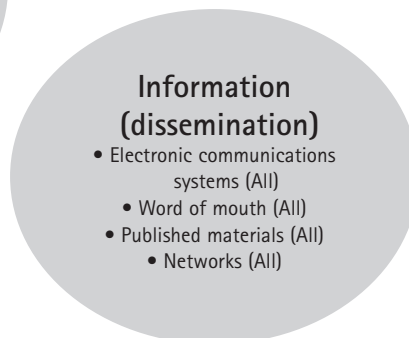 Information
(dissemination)
• Electronic communications
systems (All)
• Word of mouth (All)
• Published materials (All)
• Networks (All)